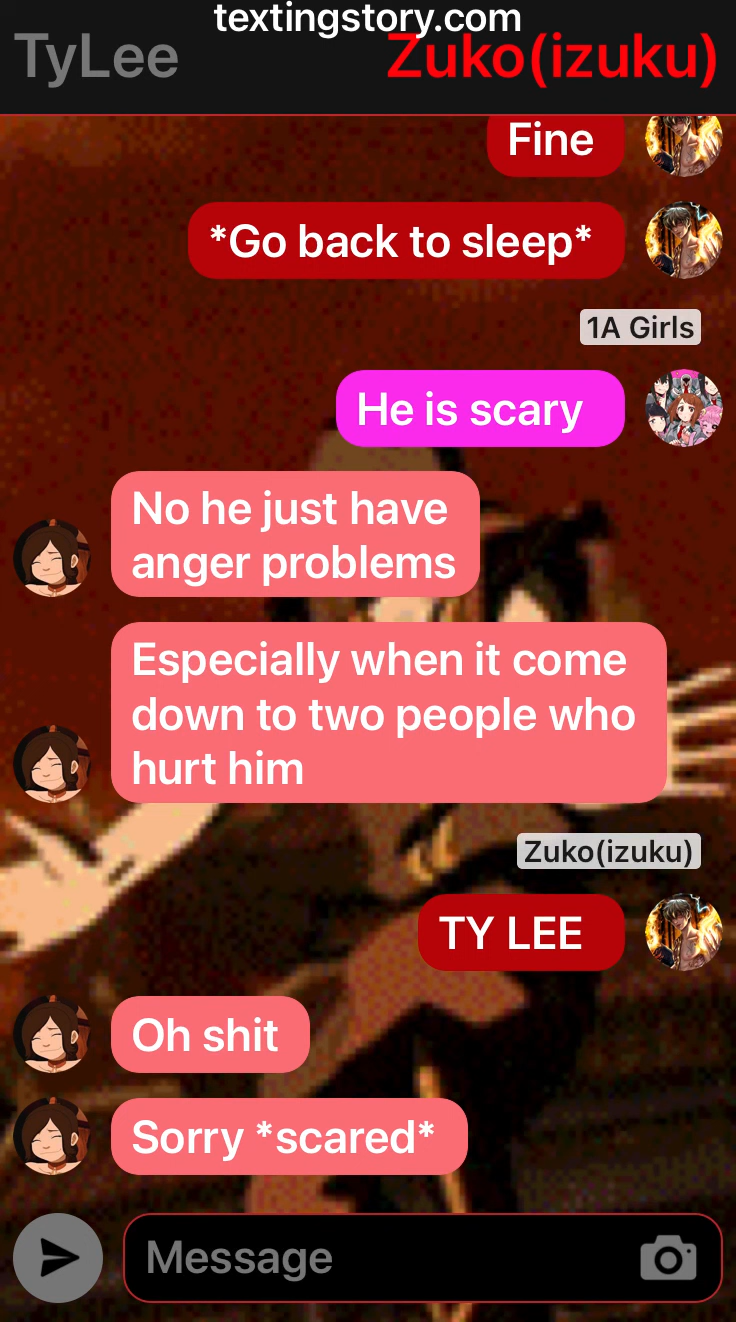 textingstory.com
TyLee
Zuko(izuku)
Fine
*Go back to sleep*
1A Girls
He is scary
No he just have
anger problems
Especially when it come
down to two people who
hurt him
Zuko(izuku)
TY LEE
Oh shit
Sorry *scared*
Message